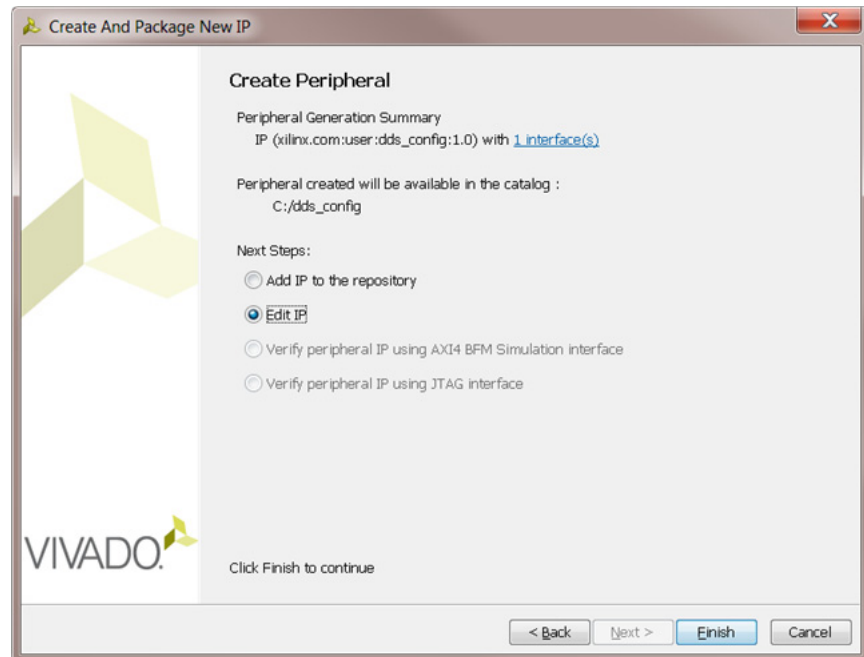 Create And Package New IP
Create Peripheral
Peripheral Generation Summary
IP (xilinx.com:user:dds_config:1.0) with 1 interface(s)
Peripheral created will be available in the catalog :
C:/dds_config
Next Steps:
Add IP to the repository
Edit IP
Verify peripheral IP using AXI4 BFM Simulation interface
Verify peripheral IP using JTAG interface
VIVADO.
Click Finish to continue
< Back Next > Finish Cancel